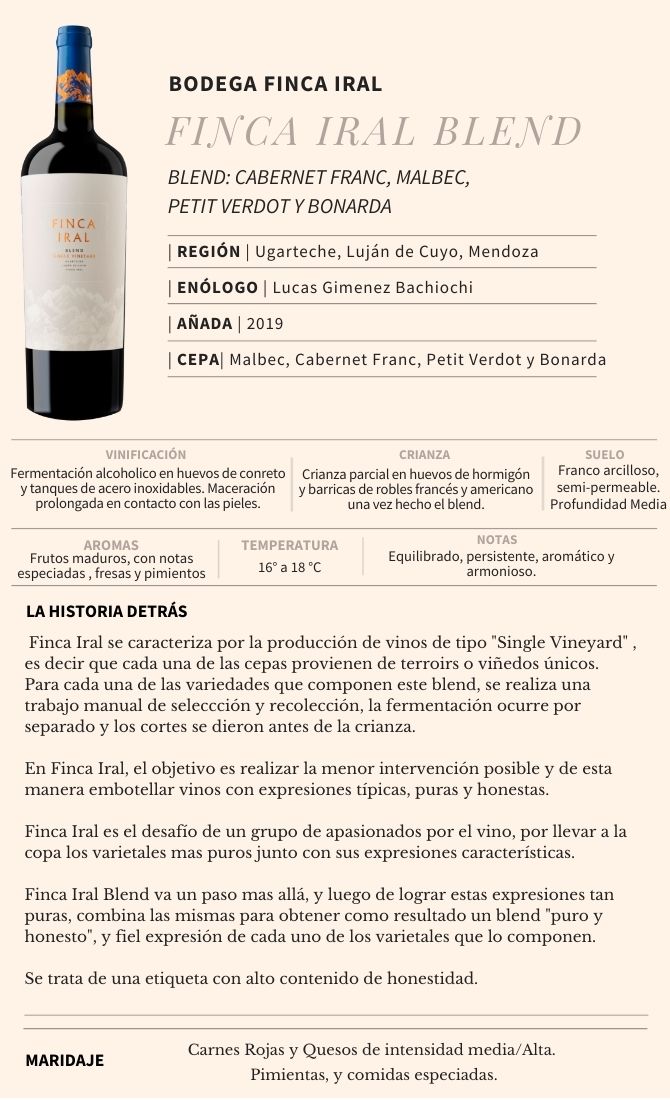 FINCA
IRAL
BLEND
SINGLE VINEYARD
BODEGA FINCA IRAL
FINCA IRAL BLEND
BLEND: CABERNET FRANC, MALBEC,
PETIT VERDOT Y BONARDA
| REGIÓN | Ugarteche, Luján de Cuyo, Mendoza
| ENÓLOGO | Lucas Gimenez Bachiochi
| AÑADA | 2019
| CEPA| Malbec, Cabernet Franc, Petit Verdot y Bonarda
VINIFICACIÓN
Fermentación alcoholico en huevos de conreto
y tanques de acero inoxidables. Maceración
prolongada en contacto con las pieles.
CRIANZA
Crianza parcial en huevos de hormigón
y barricas de robles francés y americano
una vez hecho el blend.
SUELO
Franco arcilloso,
semi-permeable.
Profundidad Media
AROMAS
Frutos maduros, con notas
especiadas , fresas y pimientos
TEMPERATURA
16° a 18 °C
NOTAS
Equilibrado, persistente, aromático y
armonioso.
LA HISTORIA DETRÁS
Finca Iral se caracteriza por la producción de vinos de tipo "Single Vineyard" ,
es decir que cada una de las cepas provienen de terroirs o viñedos únicos.
Para cada una de las variedades que componen este blend, se realiza una
trabajo manual de seleccción y recolección, la fermentación ocurre por
separado y los cortes se dieron antes de la crianza.
En Finca Iral, el objetivo es realizar la menor intervención posible y de esta
manera embotellar vinos con expresiones típicas, puras y honestas.
Finca Iral es el desafío de un grupo de apasionados por el vino, por llevar a la
copa los varietales mas puros junto con sus expresiones características.
Finca Iral Blend va un paso mas allá, y luego de lograr estas expresiones tan
puras, combina las mismas para obtener como resultado un blend "puro y
honesto", y fiel expresión de cada uno de los varietales que lo componen.
Se trata de una etiqueta con alto contenido de honestidad.
MARIDAJE
Carnes Rojas y Quesos de intensidad media/Alta.
Pimientas, y comidas especiadas.